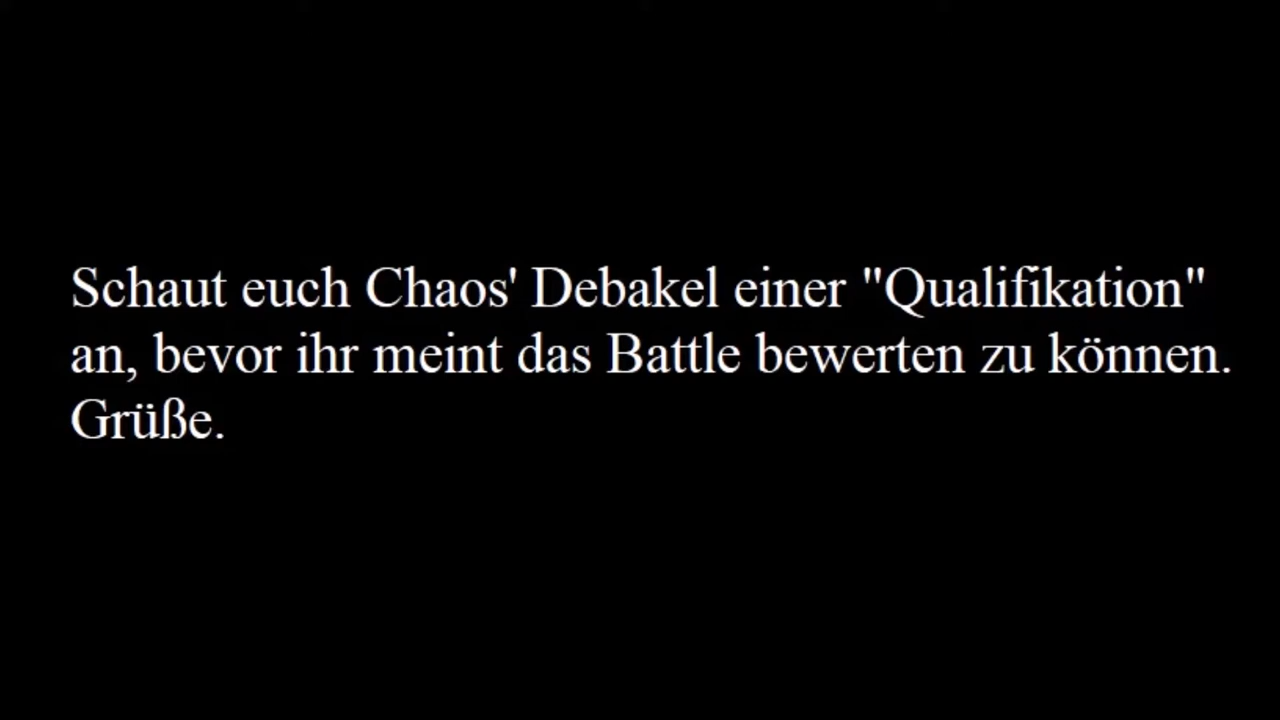 Schaut euch Chaos' Debakel einer "Qualifikation"
an, bevor ihr meint das Battle bewerten zu können.
Grüße.